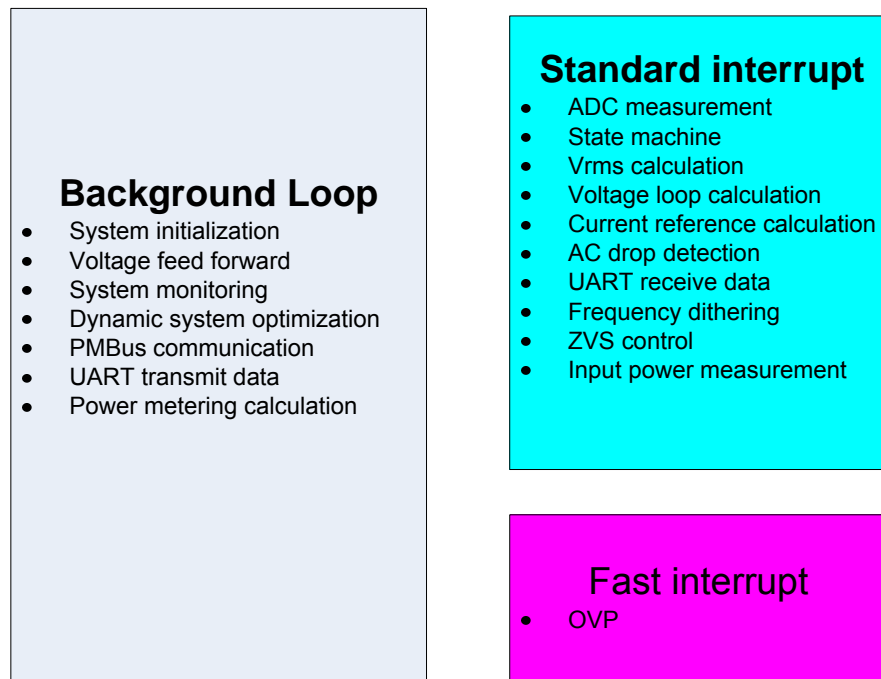 Background Loop
• System initialization
• Voltage feed forward
• System monitoring
• Dynamic system optimization
• PMBus communication
• UART transmit data
• Power metering calculation
Standard interrupt
• ADC measurement
• State machine
• Vrms calculation
• Voltage loop calculation
• Current reference calculation
• AC drop detection
• UART receive data
• Frequency dithering
• ZVS control
• Input power measurement
Fast interrupt
• OVP